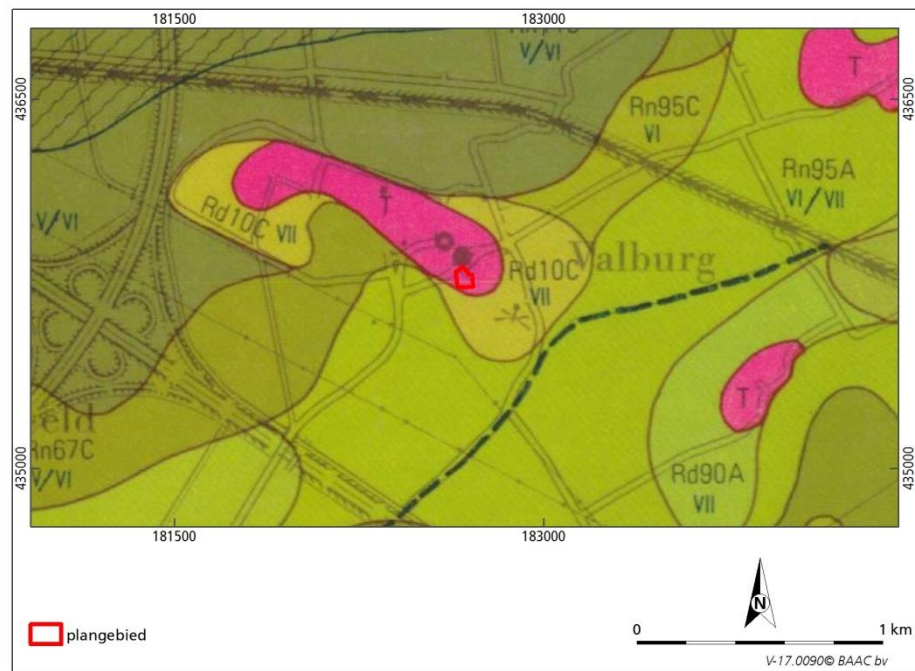 181500
183000
V/VI
436500
436500
T
Rn95C
VI
Rn95A
VI/VII
V/VI
Rd10C VII
T
Rd10C
VII
Valburg
T
eld
Rn67C
V/VI
Rd90A
VII
435000
435000
181500
183000
N
plangebied
0
1 km
V-17.0090© BAAC bv